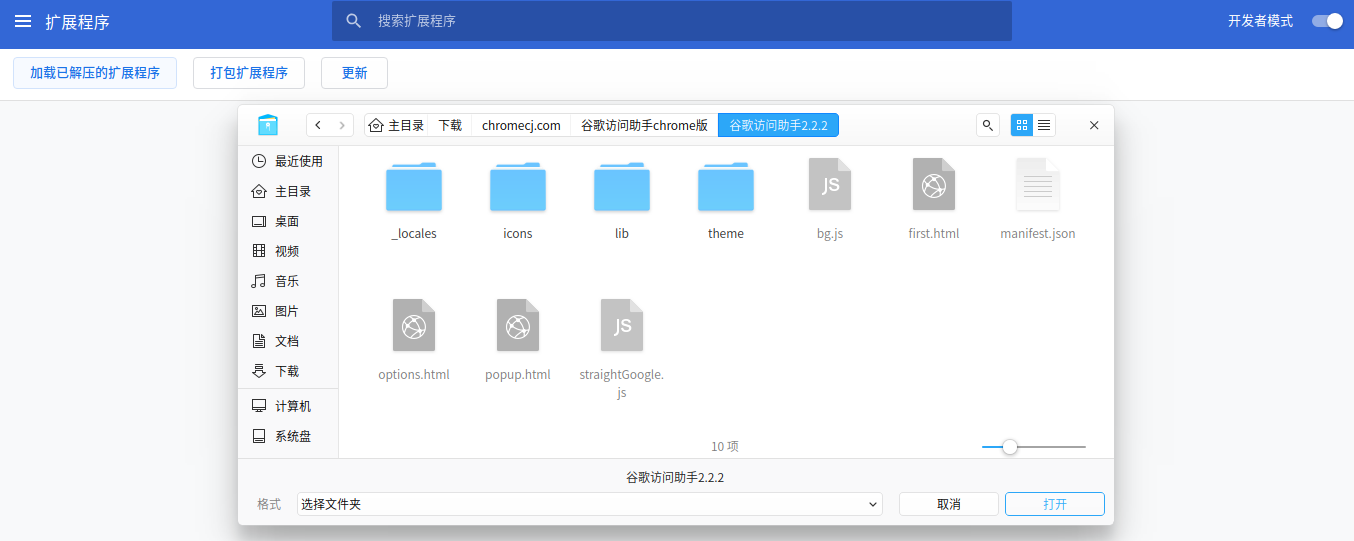 扩展程序
搜索扩展程序
开发者模式
加载已解压的扩展程序
打包扩展程序
更新
主目录
下载
chromecj.com
谷歌访问助手chrome版
谷歌访问助手2.2.2
最近使用
主目录
桌面
视频
音乐
图片
文档
下载
计算机
系统盘
_locales
icons
lib
theme
JS
bg.js
first.html
manifest.json
options.html
popup.html
JS
straightGoogle.
js
10 项
谷歌访问助手2.2.2
格式
选择文件夹
取消
打开